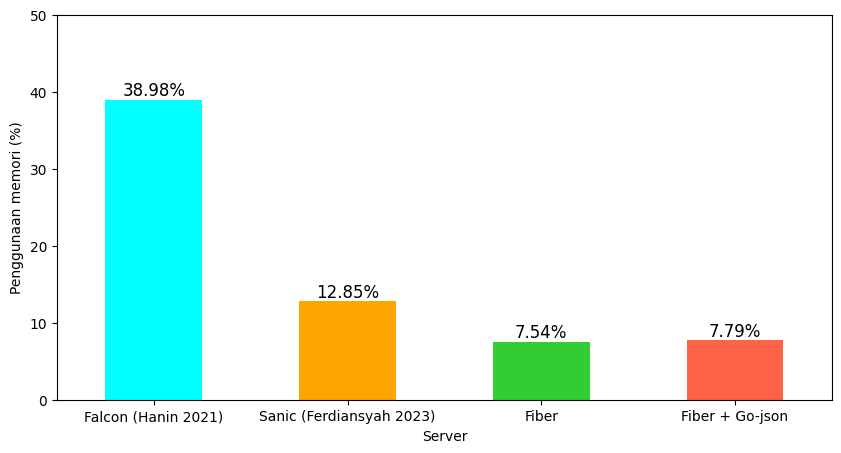 50
40
30
20
10
0
Penggunaan memori (%)
38.98%
12.85%
7.54%
7.79%
Falcon (Hanin 2021)
Sanic (Ferdiansyah 2023)
Fiber
Fiber + Go-json
Server